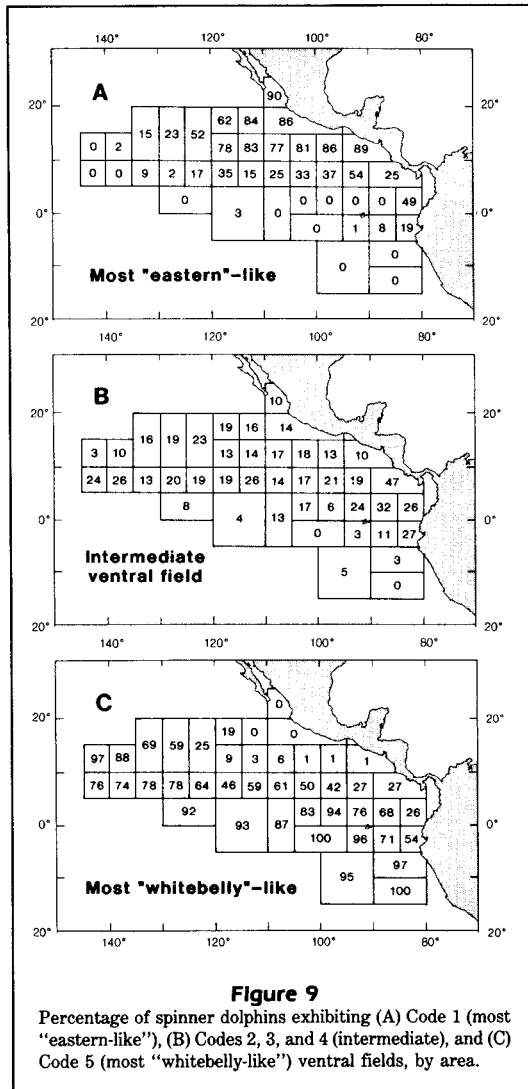 140° 120° 100° 80°
A
90
20°
62 84 86
15 23 52
0 2 78 83 77 81 86 89
0 0 9 2 17 35 15 25 33 37 54 25
0 0 0 0 0 49
0° 3 0 0°
0 1 8 19
Most "eastern"-like
0 0
0
20° 20°
140° 120° 100° 80°
B
10
20°
19 16 14
16 19 23
3 10 13 14 17 18 13 10
24 26 13 20 19 19 26 14 17 21 19 47
8 17 6 24 32 26
0° 4 13 0°
0 3 11 27
Intermediate
ventral field
5 3
0
20° 20°
140° 120° 100° 80°
C
0
20°
19 0 0
69 59 25
97 88 9 3 6 1 1 1
76 74 78 78 64 46 59 61 50 42 27 27
92 83 94 76 68 26
0° 93 87 0°
100 96 71 54
Most "whitebelly"-like
95 97
100
20° 20°
140° 120° 100° 80°
Figure 9
Percentage of spinner dolphins exhibiting (A) Code 1 (most
"eastern-like"), (B) Codes 2, 3, and 4 (intermediate), and (C)
Code 5 (most "whitebelly-like") ventral fields, by area.